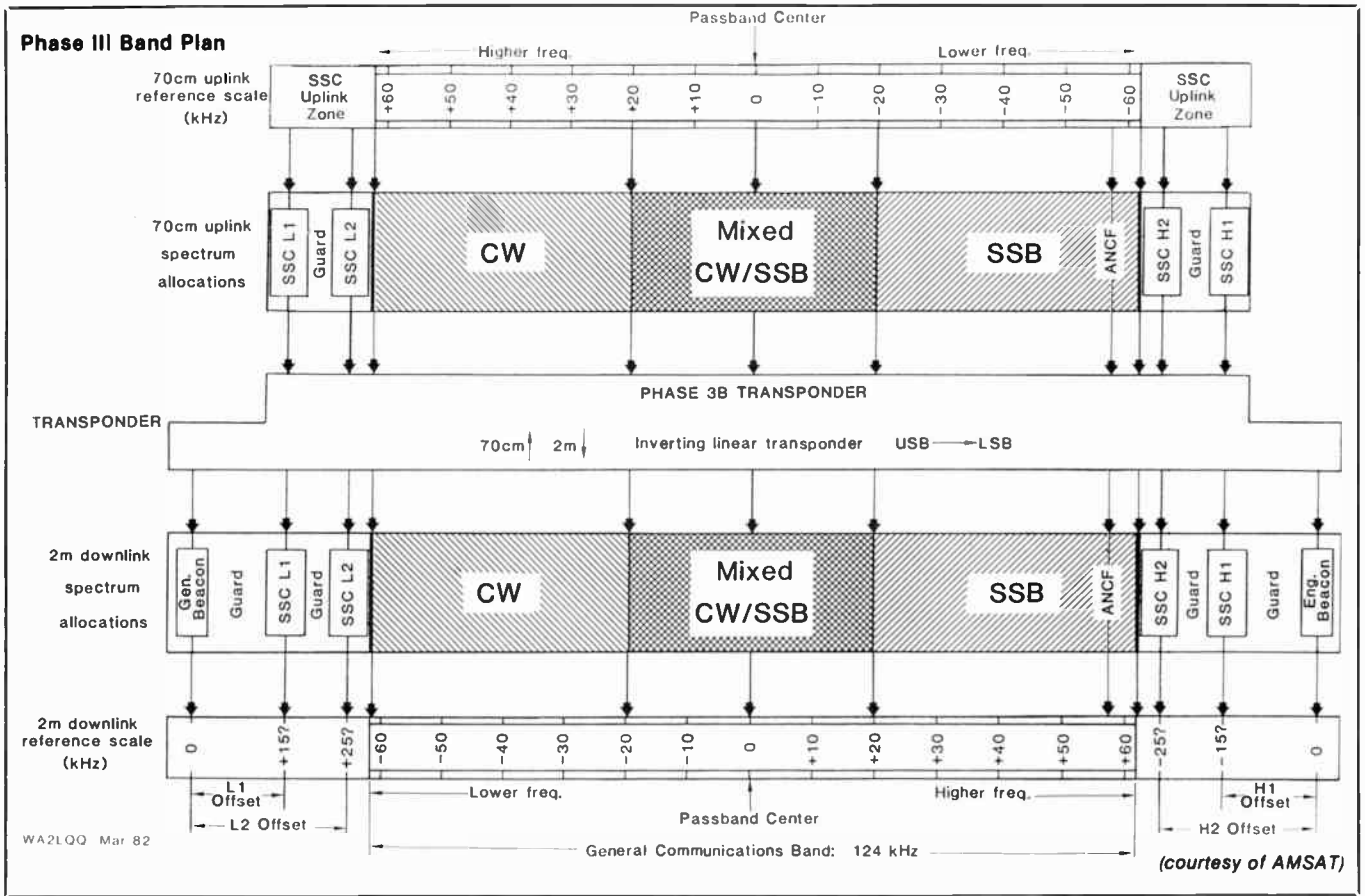 Phase III Band Plan
Passband Center
Higher freq.
Lower freq.
70cm uplink
reference scale
(kHz)
SSC
Uplink
Zone
+60
+50
+40
+30
+20
+10
0
-10
-20
-30
-40
-50
-60
SSC
Uplink
Zone
70cm uplink
spectrum
allocations
SSC L1
Guard
SSC L2
CW
Mixed
CW/SSB
SSB
ANCF
SSC H2
Guard
SSC H1
TRANSPONDER
PHASE 3B TRANSPONDER
70cm 2m Inverting linear transponder USB LSB
2m downlink
spectrum
allocations
Gen.
Beacon
Guard
SSC L1
Guard
SSC L2
CW
Mixed
CW/SSB
SSB
ANCF
SSC H2
Guard
SSC H1
Guard
Eng.
Beacon
2m downlink
reference scale
(kHz)
0
+15?
+25?
-60
-50
-40
-30
-20
-10
0
+10
+20
+30
+40
+50
+60
-25?
-15?
0
L1
Offset
L2 Offset
Lower freq.
Passband Center
Higher freq.
H1
Offset
H2 Offset
General Communications Band: 124 kHz
WA2LQQ Mar 82
(courtesy of AMSAT)